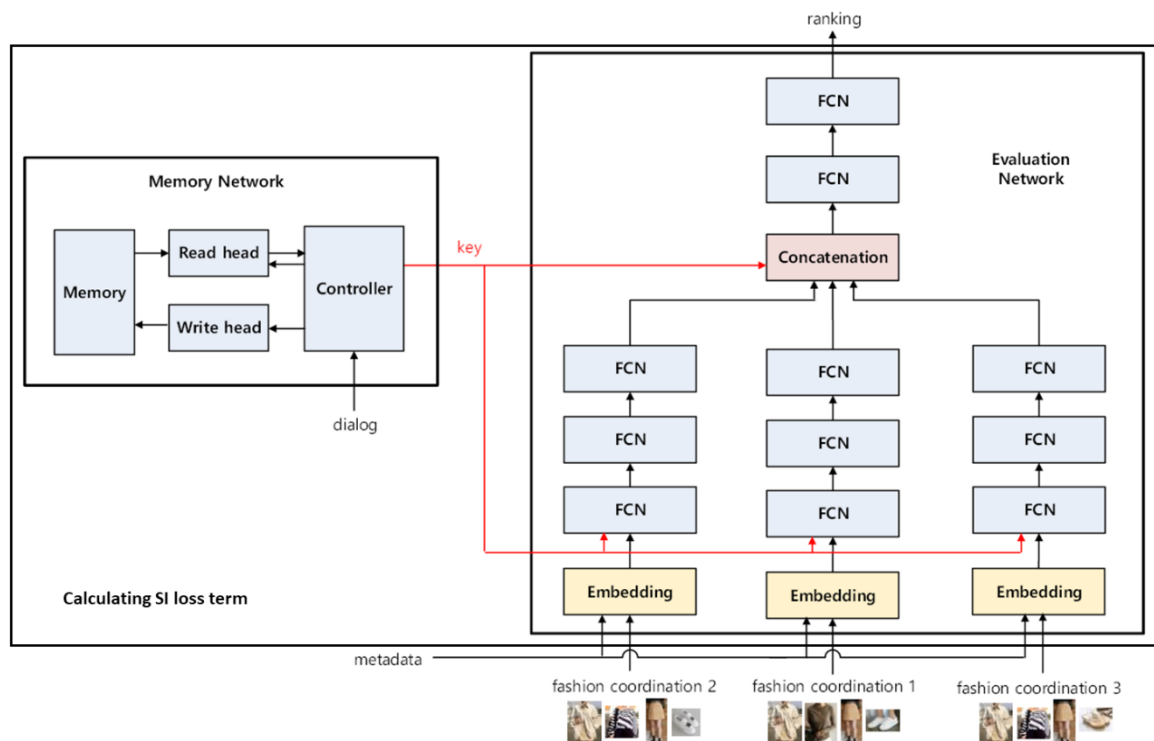 ranking
FCN
FCN
Evaluation
Network
Memory Network
Read head
Memory
Controller
Write head
key
Concatenation
FCN
FCN
FCN
FCN
FCN
FCN
FCN
FCN
FCN
dialog
Embedding
Embedding
Embedding
Calculating SI loss term
metadata
fashion coordination 2
fashion coordination 1
fashion coordination 3